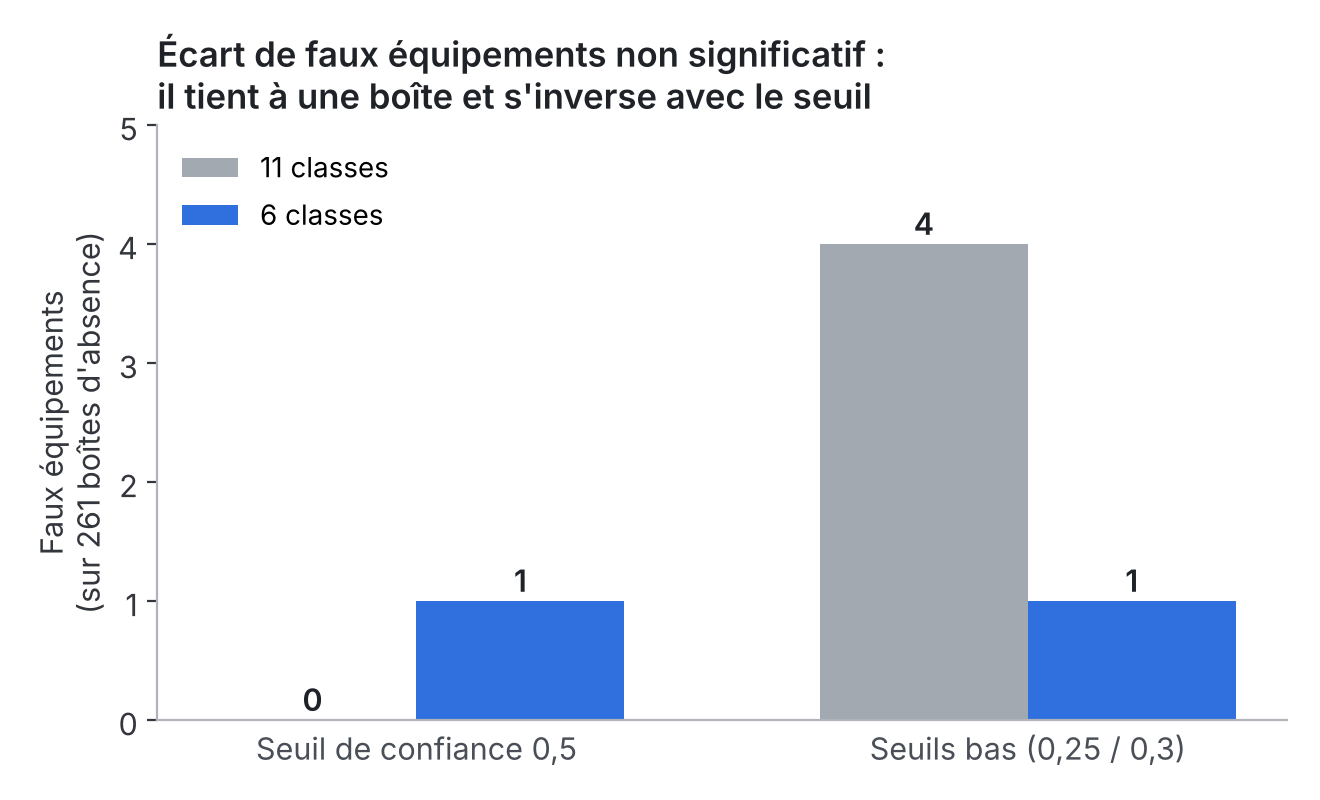 Écart de faux équipements non significatif :
il tient à une boîte et s'inverse avec le seuil
11 classes
6 classes
Faux équipements
(sur 261 boîtes d'absence)
5
4
3
2
1
0
0
1
4
1
Seuil de confiance 0,5
Seuils bas (0,25 / 0,3)